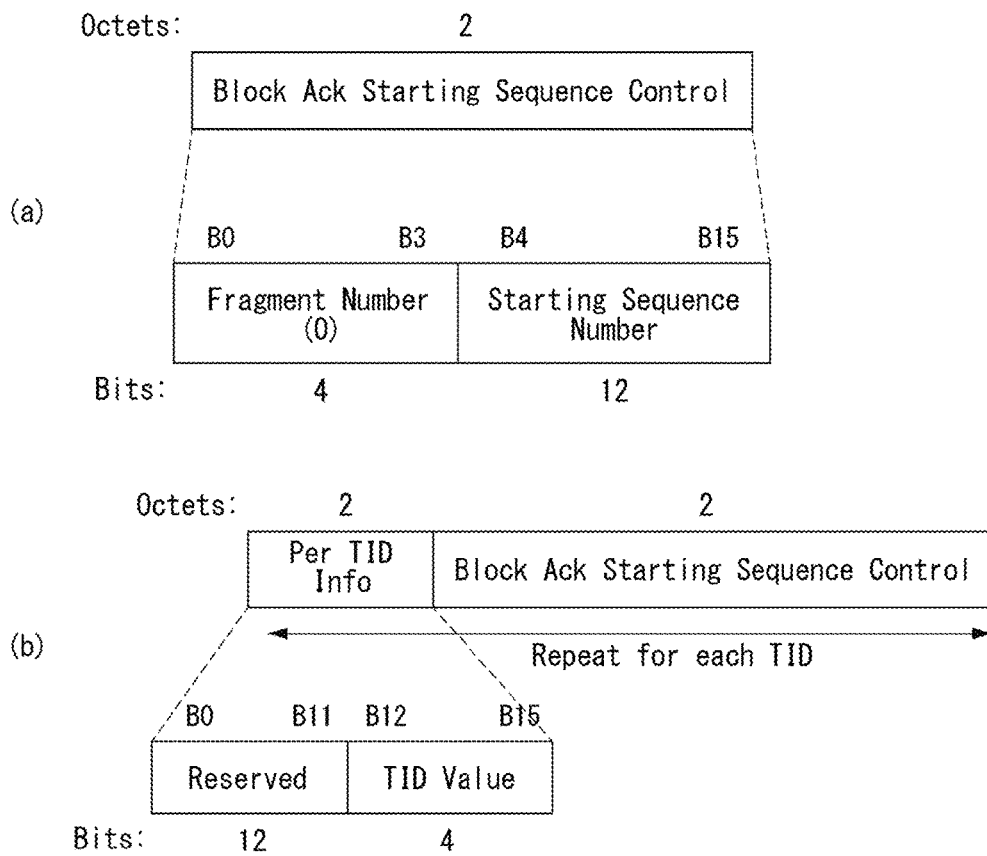 Octets: 2
Block Ack Starting Sequence Control
(a)
B0 B3 B4 B15
Fragment Number
(0)
Starting Sequence
Number
Bits: 4 12
Octets: 2 2
Per TID
Info
Block Ack Starting Sequence Control
(b)
Repeat for each TID
B0 B11 B12 B15
Reserved TID Value
Bits: 12 4